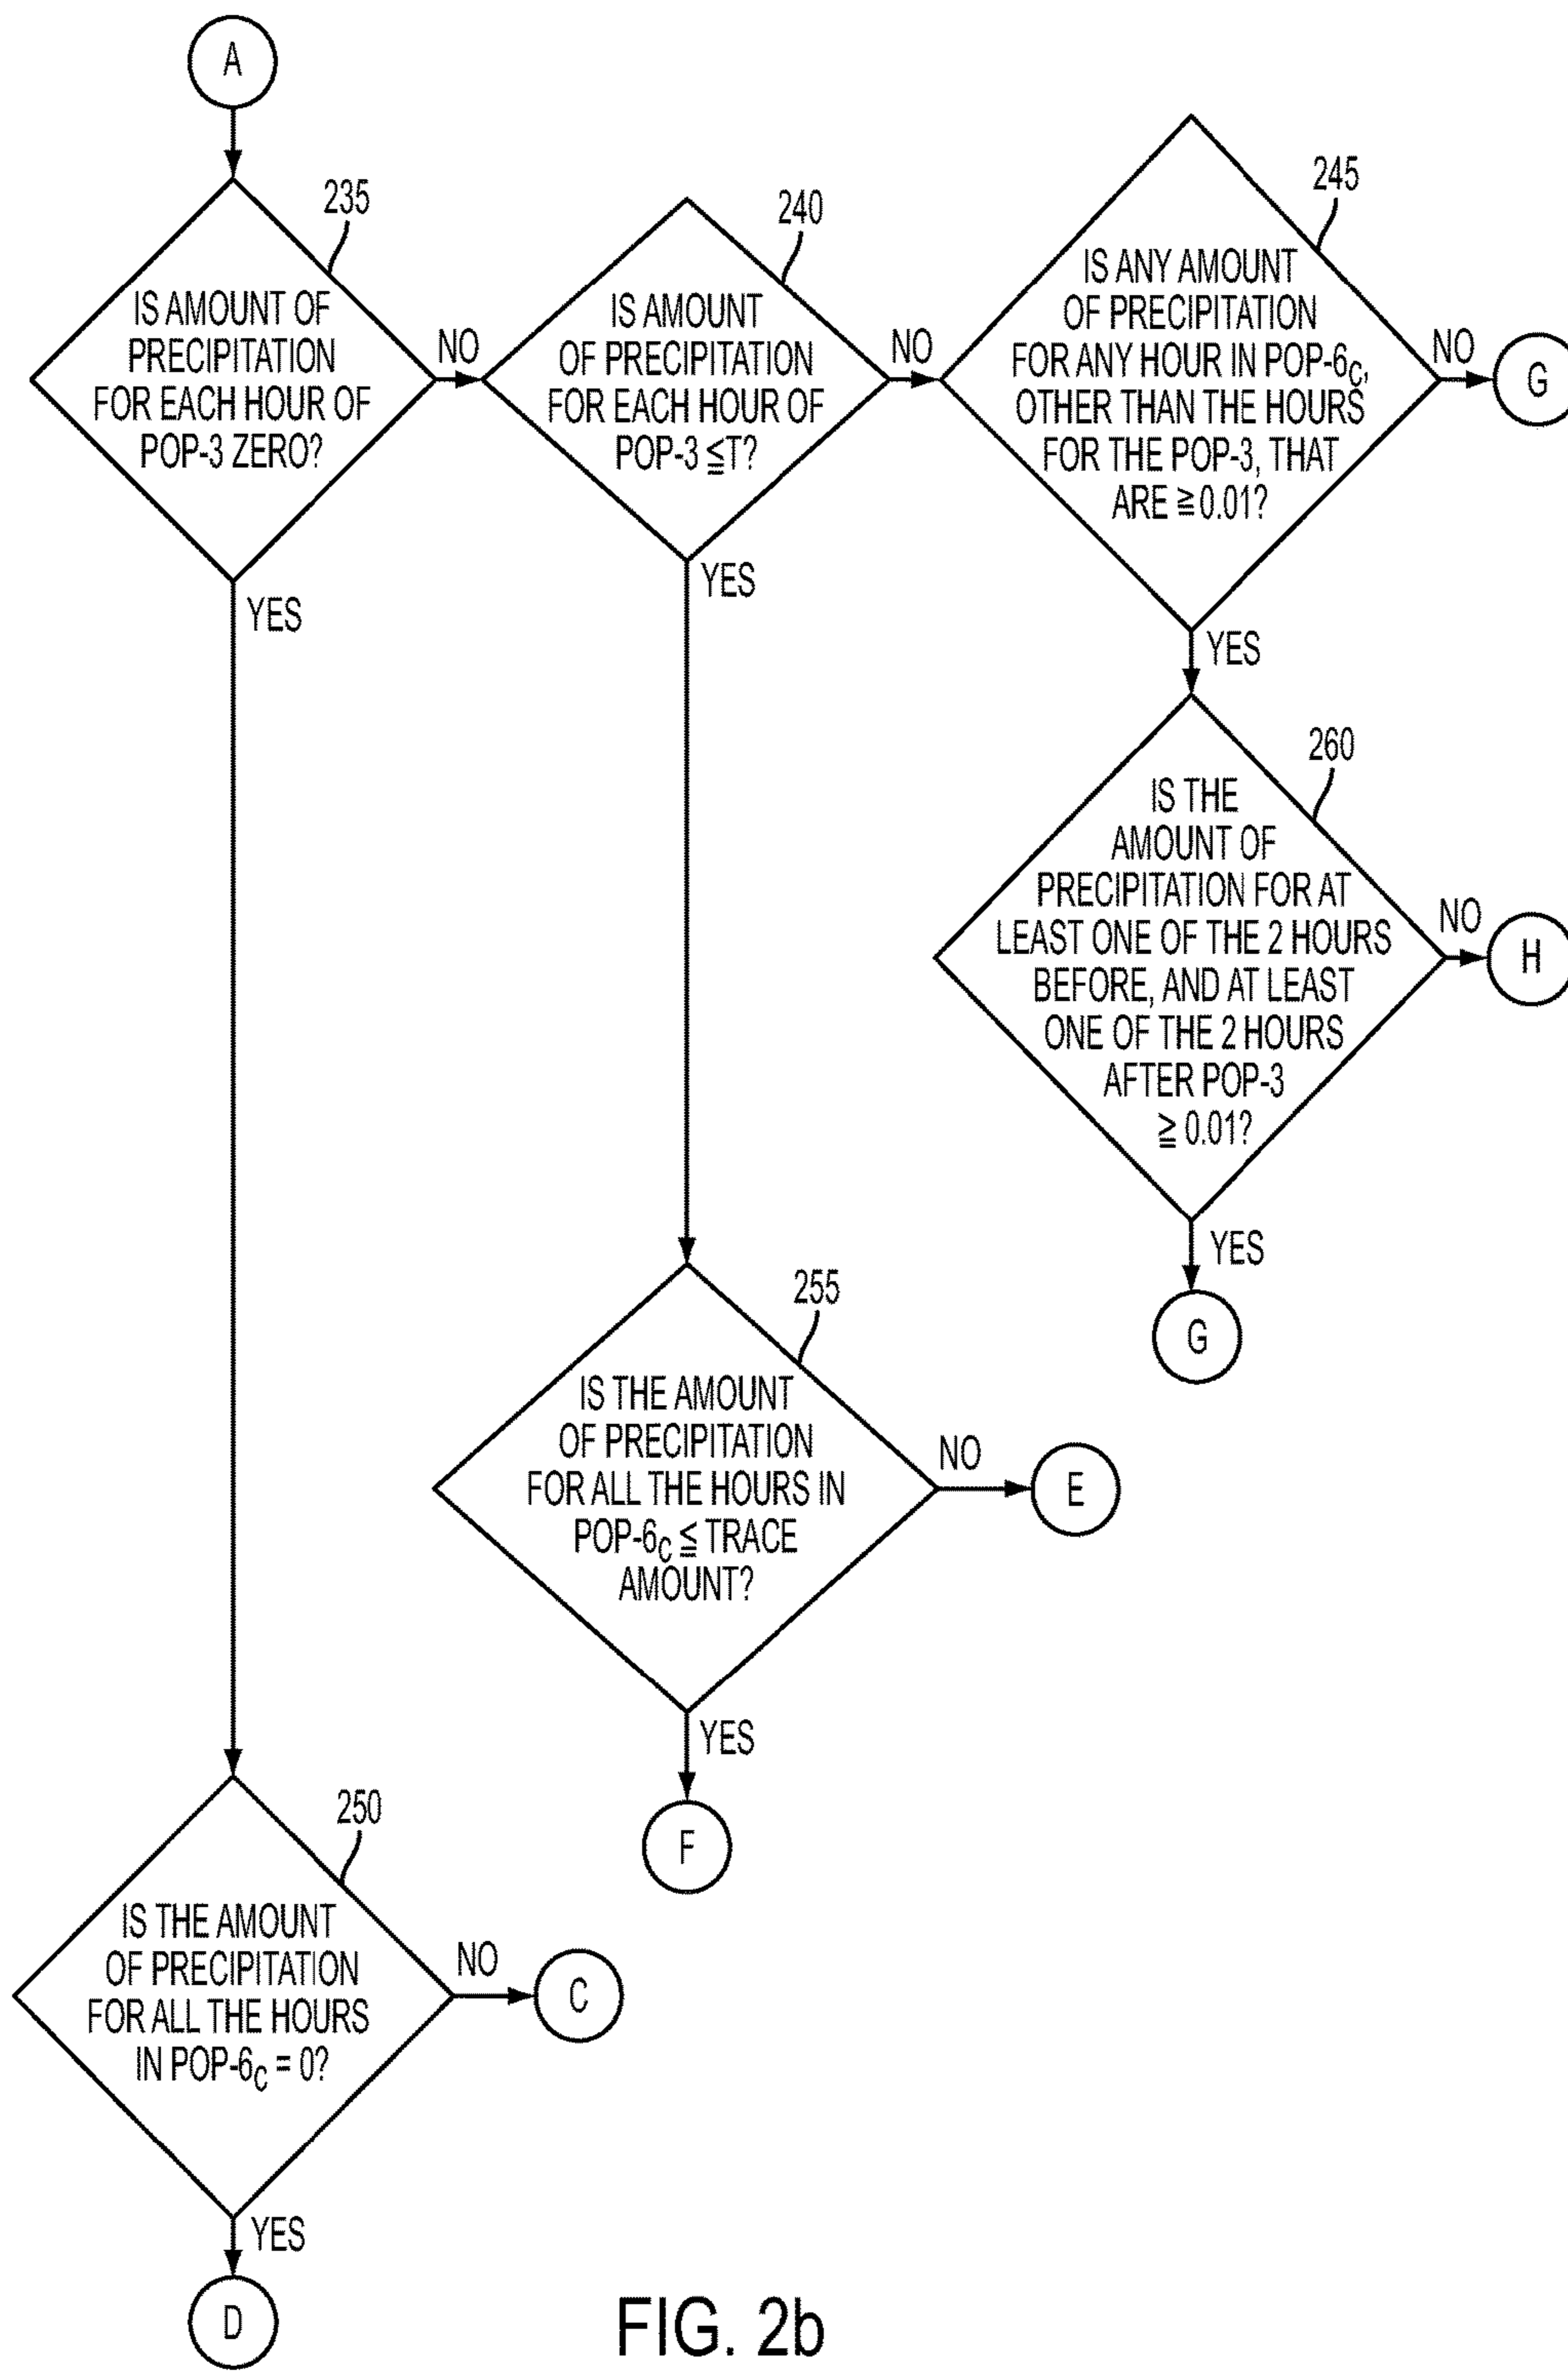 A
235
IS AMOUNT OF
PRECIPITATION
FOR EACH HOUR OF
POP-3 ZERO?
NO
YES
240
IS AMOUNT
OF PRECIPITATION
FOR EACH HOUR OF
POP-3 ≦T?
NO
YES
245
IS ANY AMOUNT
OF PRECIPITATION
FOR ANY HOUR IN POP-6C,
OTHER THAN THE HOURS
FOR THE POP-3, THAT
ARE ≧0.01?
NO
G
YES
260
IS THE
AMOUNT OF
PRECIPITATION FOR AT
LEAST ONE OF THE 2 HOURS
BEFORE, AND AT LEAST
ONE OF THE 2 HOURS
AFTER POP-3
≧ 0.01?
NO
H
YES
G
255
IS THE AMOUNT
OF PRECIPITATION
FOR ALL THE HOURS IN
POP-6C ≦ TRACE
AMOUNT?
NO
E
YES
F
250
IS THE AMOUNT
OF PRECIPITATION
FOR ALL THE HOURS
IN POP-6C = 0?
NO
C
YES
D
FIG. 2b